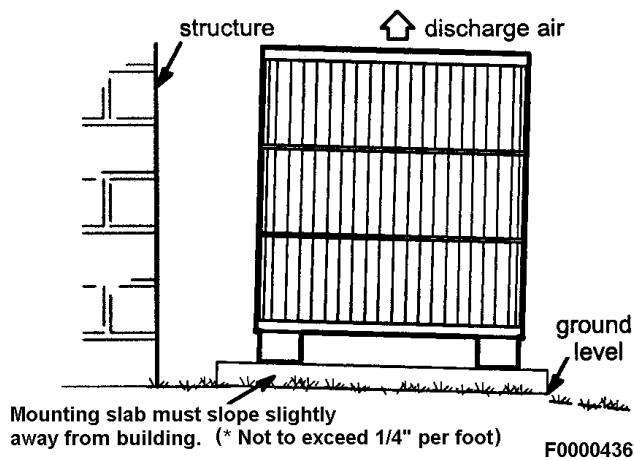 structure
discharge air
ground
level
Mounting slab must slope slightly
away from building. (* Not to exceed 1/4" per foot)
F0000436